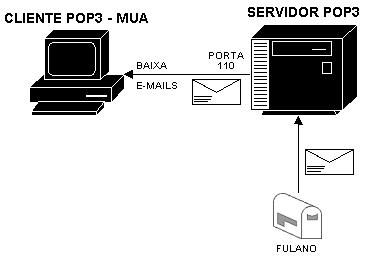 CLIENTE POP3 - MUA
SERVIDOR POP3
PORTA
110
BAIXA
E-MAILS
FULANO